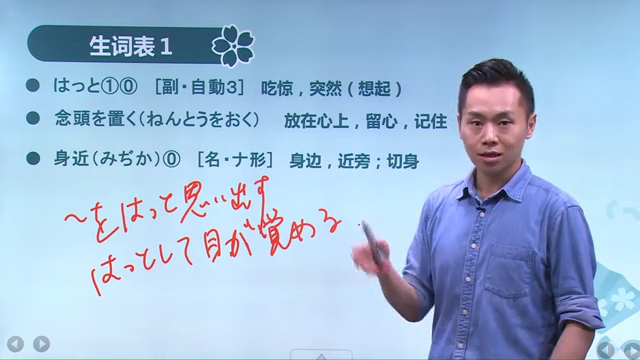 生词表1
● はっと①⓪ [副・自動3] 吃惊，突然（想起）
● 念頭を置く(ねんとうをおく) 放在心上，留心，记住
● 身近(みぢか)⓪ [名・ナ形] 身边，近旁；切身
～をはっと思い出す
はっとして目が覚める